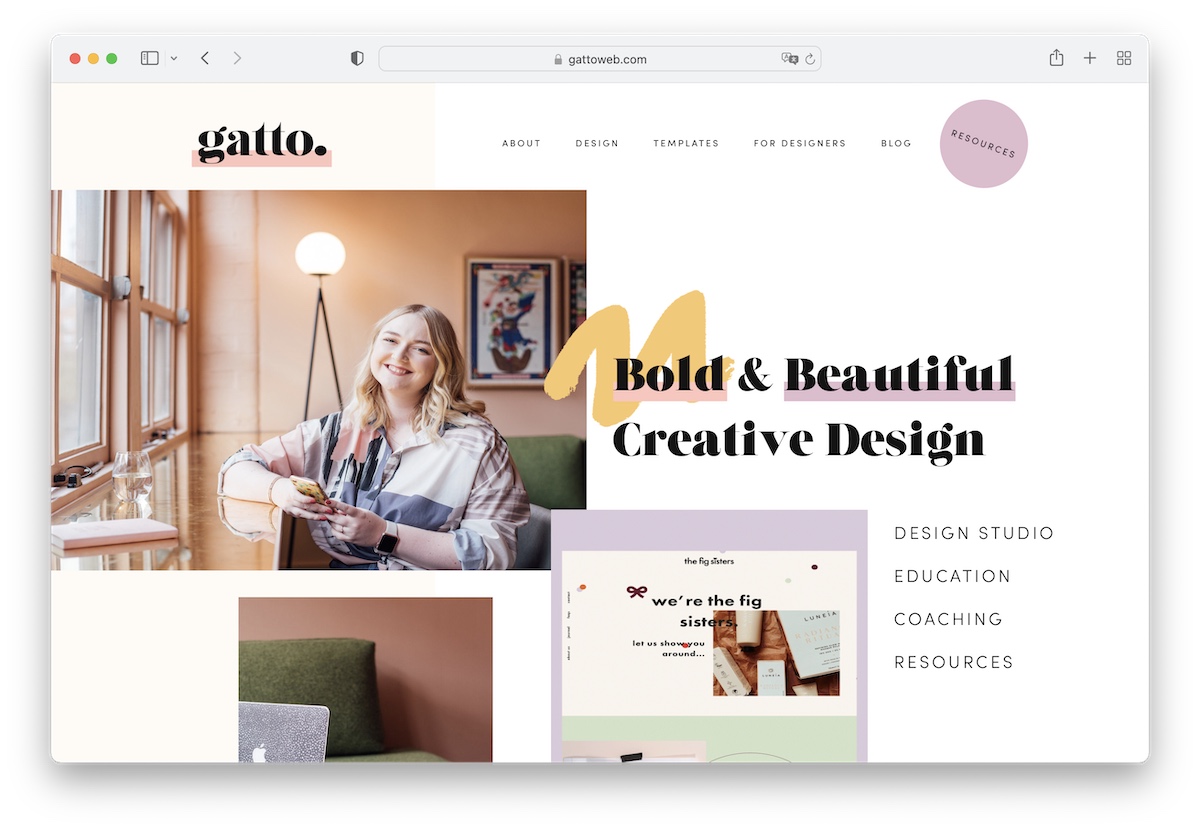 gattoweb.com
gatto.
ABOUT
DESIGN
TEMPLATES
FOR DESIGNERS
BLOG
RESOURCES
Bold & Beautiful
Creative Design
DESIGN STUDIO
EDUCATION
COACHING
RESOURCES
the fig sisters
we're the fig
sisters.
let us show you
around...
LUNEIA